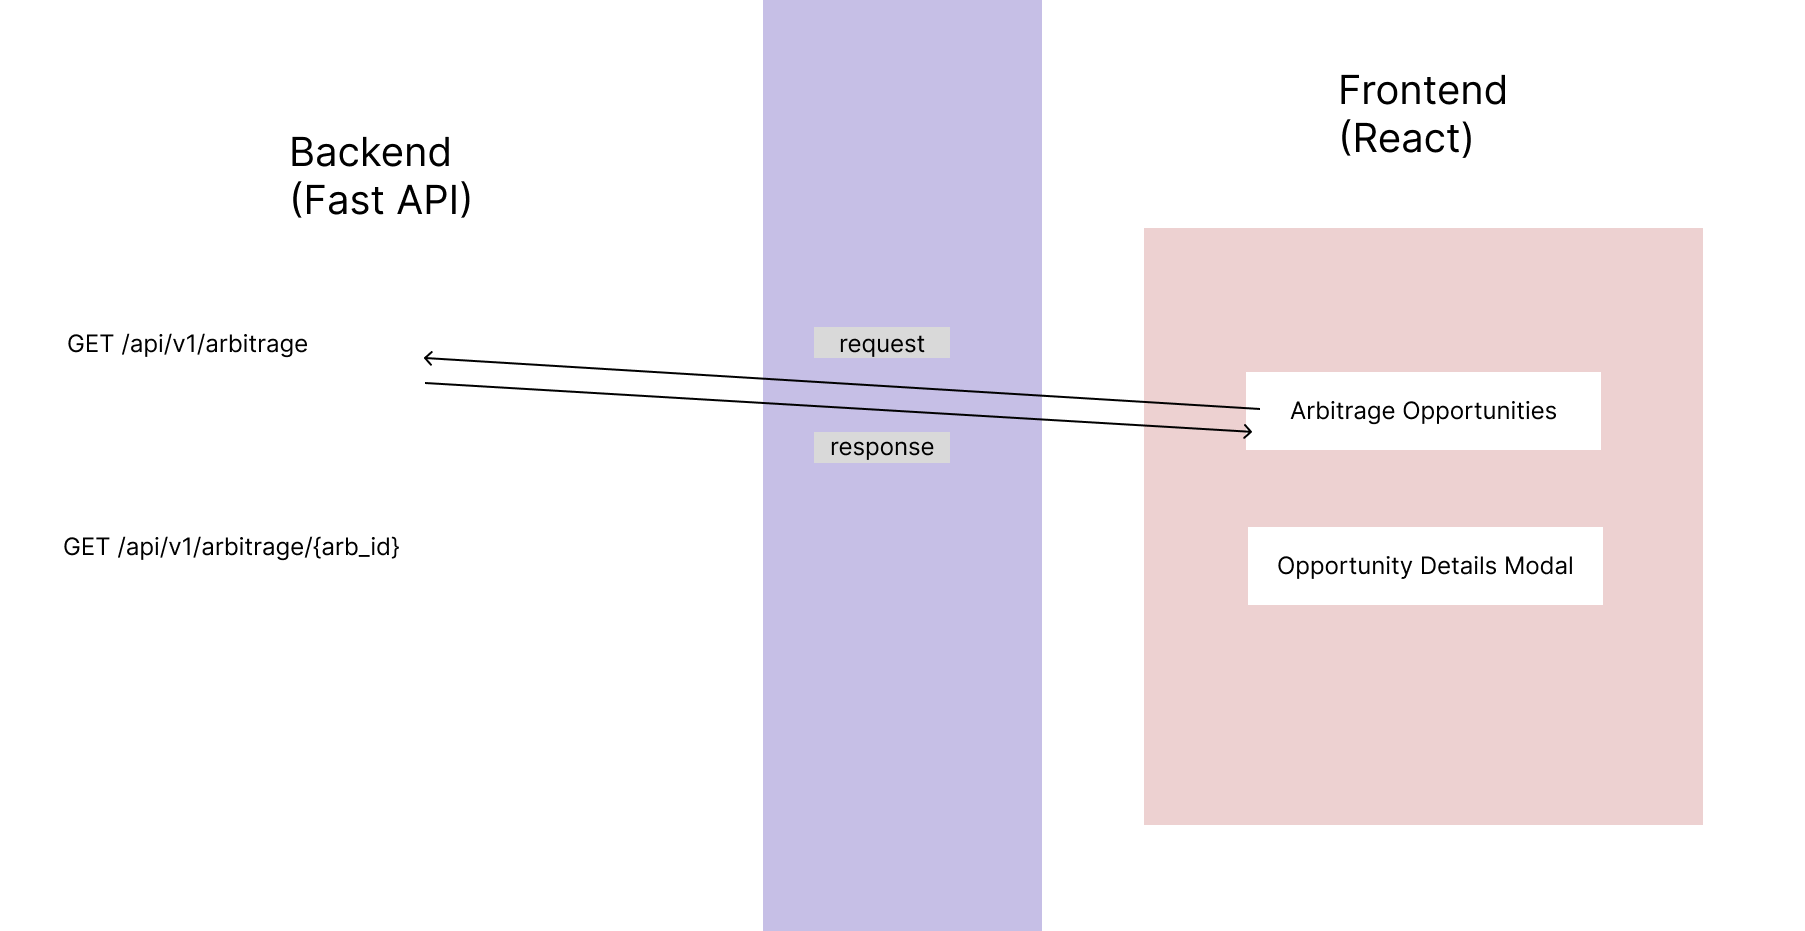 Backend
(Fast API)
GET /api/v1/arbitrage
GET /api/v1/arbitrage/{arb_id}
request
response
Frontend
(React)
Arbitrage Opportunities
Opportunity Details Modal